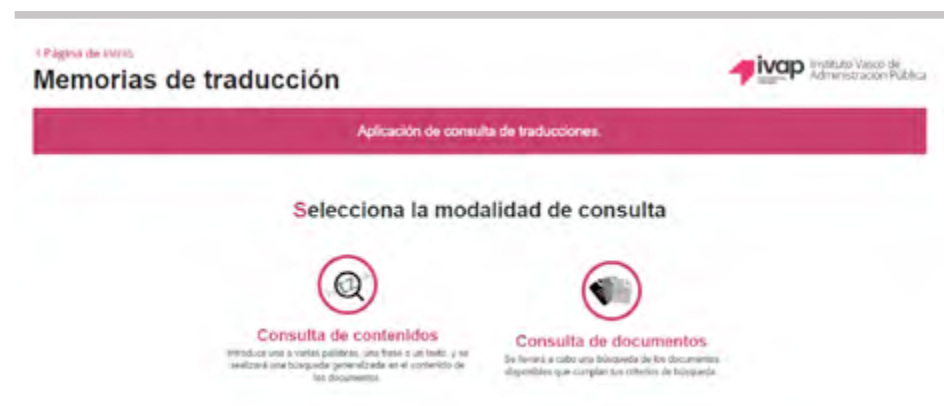 ‹ Página de inicio
Memorias de traducción
ivap Instituto Vasco de
Administración Pública
Aplicación de consulta de traducciones.
Selecciona la modalidad de consulta
Consulta de contenidos
Introduce una o varias palabras, una frase o un texto, y se
realizará una búsqueda generalizada en el contenido de
los documentos.
Consulta de documentos
Se llevará a cabo una búsqueda de los documentos
disponibles que cumplan tus criterios de búsqueda.